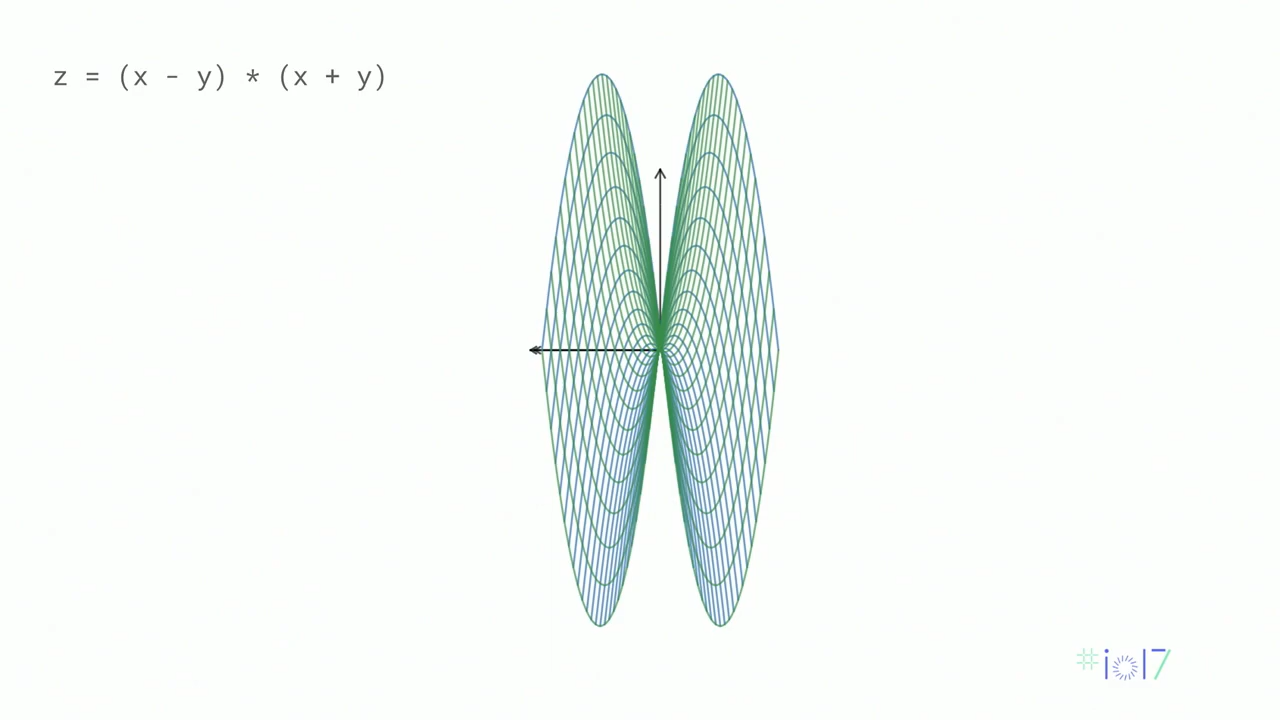 z = (x - y) * (x + y)
#io17